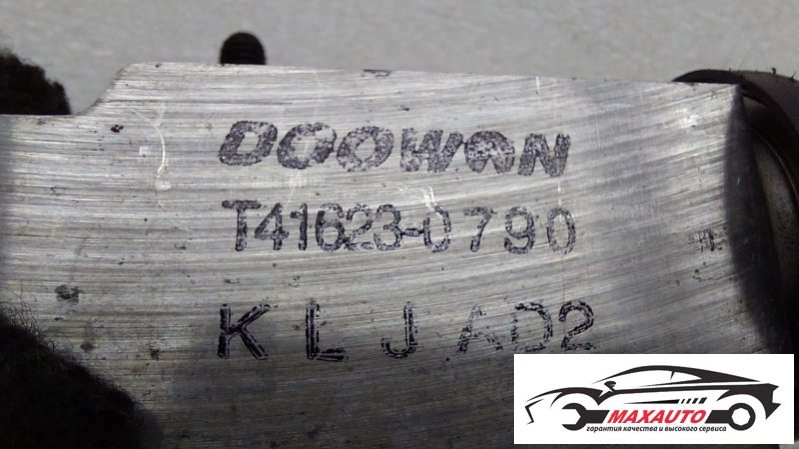 DOOWON
T41623-0790
K L J AD2
MAXAUTO
гарантия качества и высокого сервиса